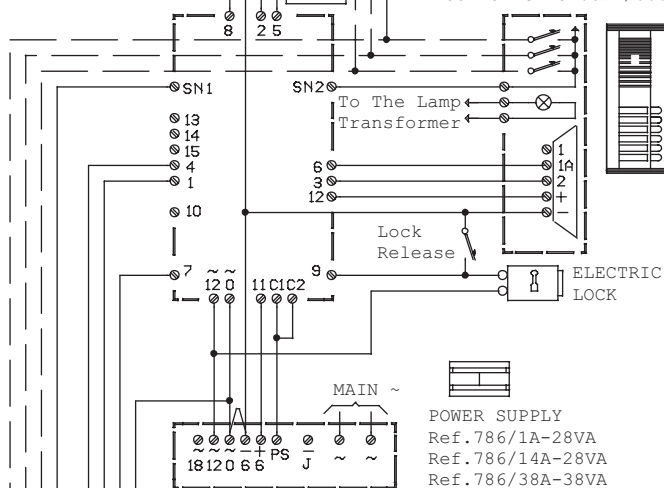 8 2 5
SN1 SN2
To The Lamp
Transformer
13
14
15
4
1
10
7
6
3
12
9
1
1A
2
+
−
Lock
Release
~ ~
12 0 11 C1 C2
ELECTRIC
LOCK
MAIN ~
POWER SUPPLY
Ref.786/1A-28VA
Ref.786/14A-28VA
Ref.786/38A-38VA
~ ~ ~ − + PS − ~ ~
18 12 0 6 6 J